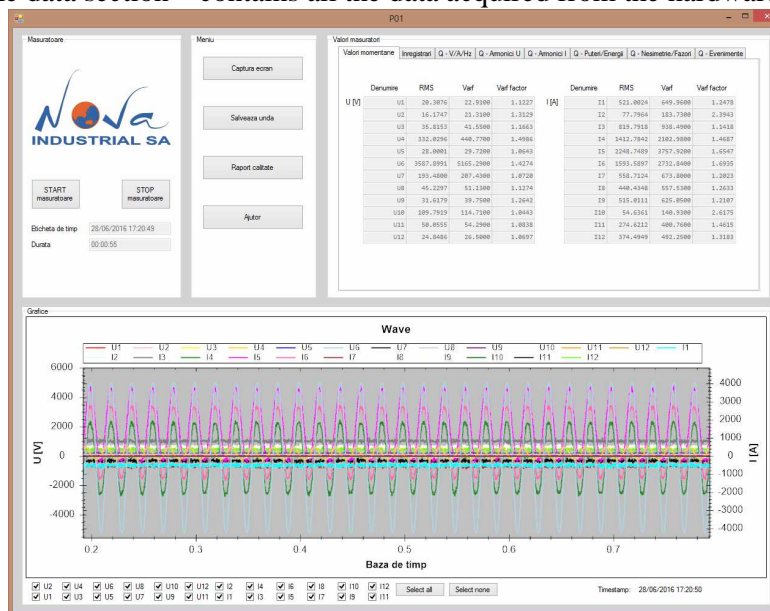 data section – contains all the data acquired from the hardware
P01
Masuratoare
NOVA
INDUSTRIAL SA
START
masuratoare
STOP
masuratoare
Eticheta de timp 28/06/2016 17:20:49
Durata 00:00:55
Meniu
Captura ecran
Salveaza unda
Raport calitate
Ajutor
Valori masuratori
Valori momentane Inregistrari Q - V/A/Hz Q - Armonici U Q - Armonici I Q - Puteri/Energii Q - Nesimetrie/Fazori Q - Evenimente
Denumire RMS Varf Varf factor
U [V] U1 20.3076 22.9100 1.1227
U2 16.1747 21.3100 1.3129
U3 35.8153 41.5500 1.1663
U4 332.0296 440.7700 1.4986
U5 28.0001 29.7200 1.0643
U6 3587.8991 5165.2900 1.4274
U7 193.4800 207.4300 1.0720
U8 45.2297 51.1300 1.1274
U9 31.6179 39.7500 1.2642
U10 109.7919 114.7100 1.0443
U11 50.0555 54.2900 1.0838
U12 24.8486 26.5000 1.0697
Denumire RMS Varf Varf factor
I [A] I1 521.0024 649.9600 1.2478
I2 77.7964 183.7300 2.3943
I3 819.7918 938.4900 1.1418
I4 1412.7842 2102.9800 1.4687
I5 2248.7489 3757.9200 1.6547
I6 1593.5897 2732.8400 1.6935
I7 558.7124 673.8000 1.2023
I8 440.4348 557.5300 1.2633
I9 515.0111 625.0500 1.2107
I10 54.6361 140.9300 2.6175
I11 274.6212 400.7600 1.4615
I12 374.4949 492.2500 1.3183
Grafice
Wave
U1 U2 U3 U4 U5 U6 U7 U8 U9 U10 U11 U12 I1
I2 I3 I4 I5 I6 I7 I8 I9 I10 I11 I12
6000
4000
2000
0
-2000
-4000
U [V]
4000
3000
2000
1000
0
-1000
-2000
-3000
-4000
I [A]
0.2 0.3 0.4 0.5 0.6 0.7
Baza de timp
U2 U4 U6 U8 U10 U12 I2 I4 I6 I8 I10 I12
U1 U3 U5 U7 U9 U11 I1 I3 I5 I7 I9 I11
Select all Select none
Timestamp: 28/06/2016 17:20:50